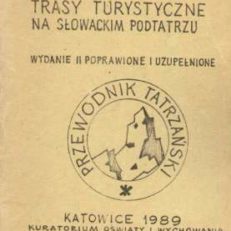 TRASY TURYSTYCZNE
NA SŁOWACKIM PODTATRZU
WYDANIE II POPRAWIONE I UZUPEŁNIONE
PRZEWODNIK TATRZAŃSKI
KATOWICE 1989
KURATORIUM OŚWIATY I WYCHOWANIA